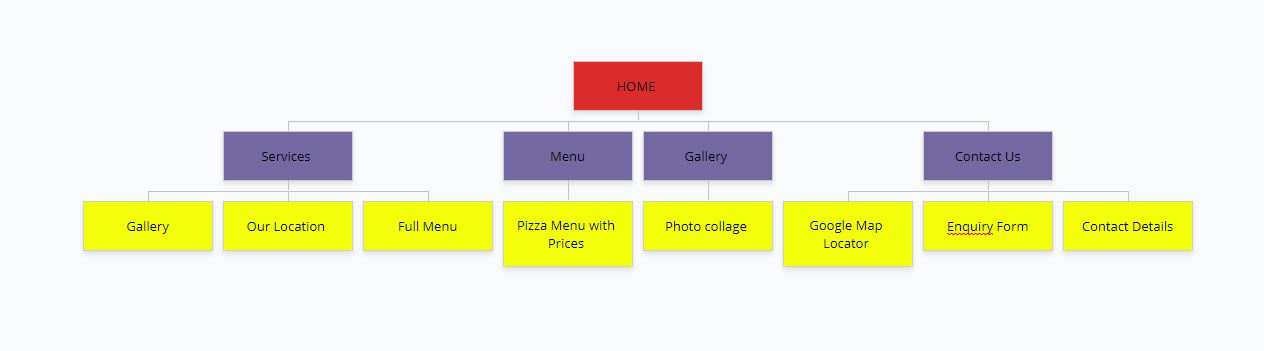 HOME
Services
Menu
Gallery
Contact Us
Gallery
Our Location
Full Menu
Pizza Menu with
Prices
Photo collage
Google Map
Locator
Enquiry Form
Contact Details